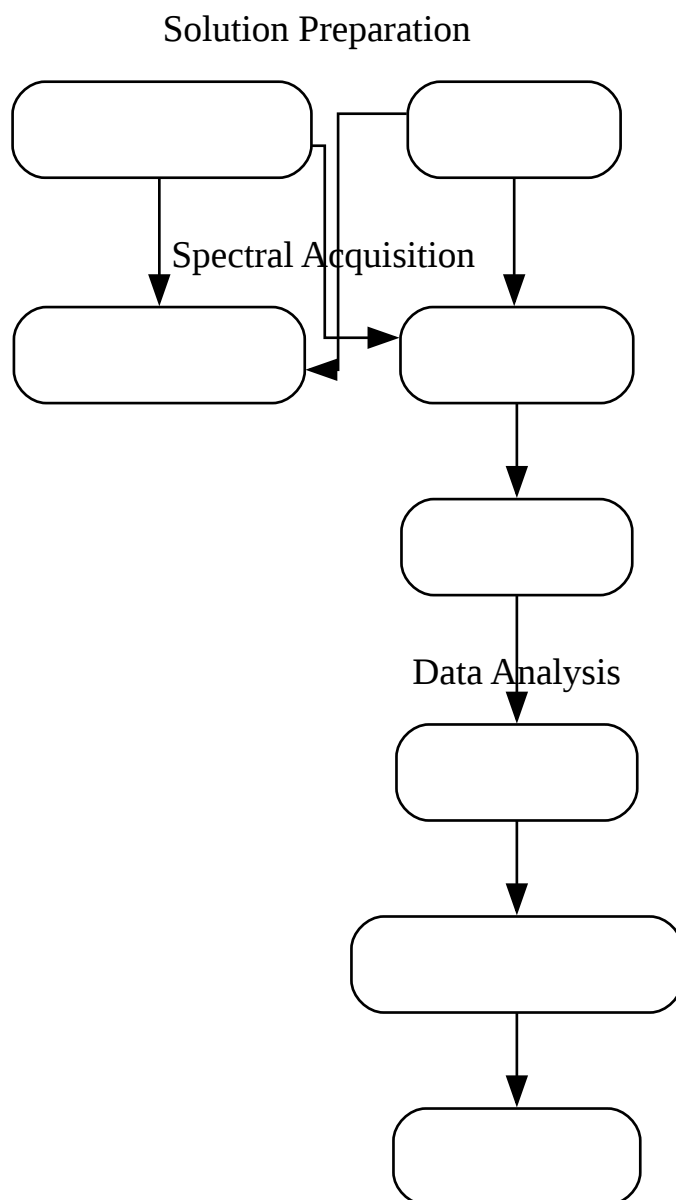 Solution Preparation
Spectral Acquisition
Data Analysis